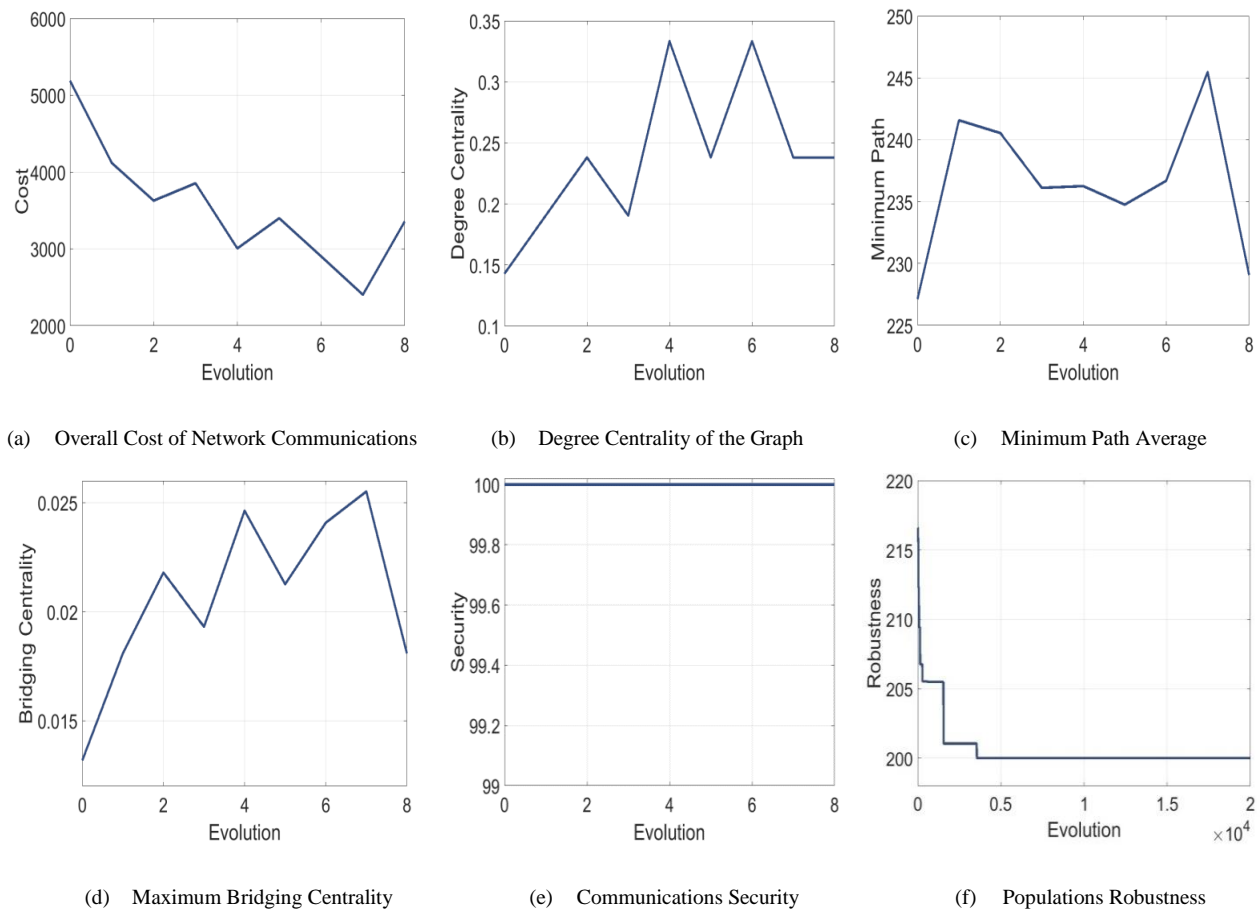 6000
5000
4000
3000
2000
Cost
0 2 4 6 8
Evolution
(a) Overall Cost of Network Communications
0.35
0.3
0.25
0.2
0.15
0.1
Degree Centrality
0 2 4 6 8
Evolution
(b) Degree Centrality of the Graph
250
245
240
235
230
225
Minimum Path
0 2 4 6 8
Evolution
(c) Minimum Path Average
0.025
0.02
0.015
Bridging Centrality
0 2 4 6 8
Evolution
(d) Maximum Bridging Centrality
100
99.8
99.6
99.4
99.2
99
Security
0 2 4 6 8
Evolution
(e) Communications Security
220
215
210
205
200
Robustness
0 0.5 1 1.5 2
Evolution
×10⁴
(f) Populations Robustness